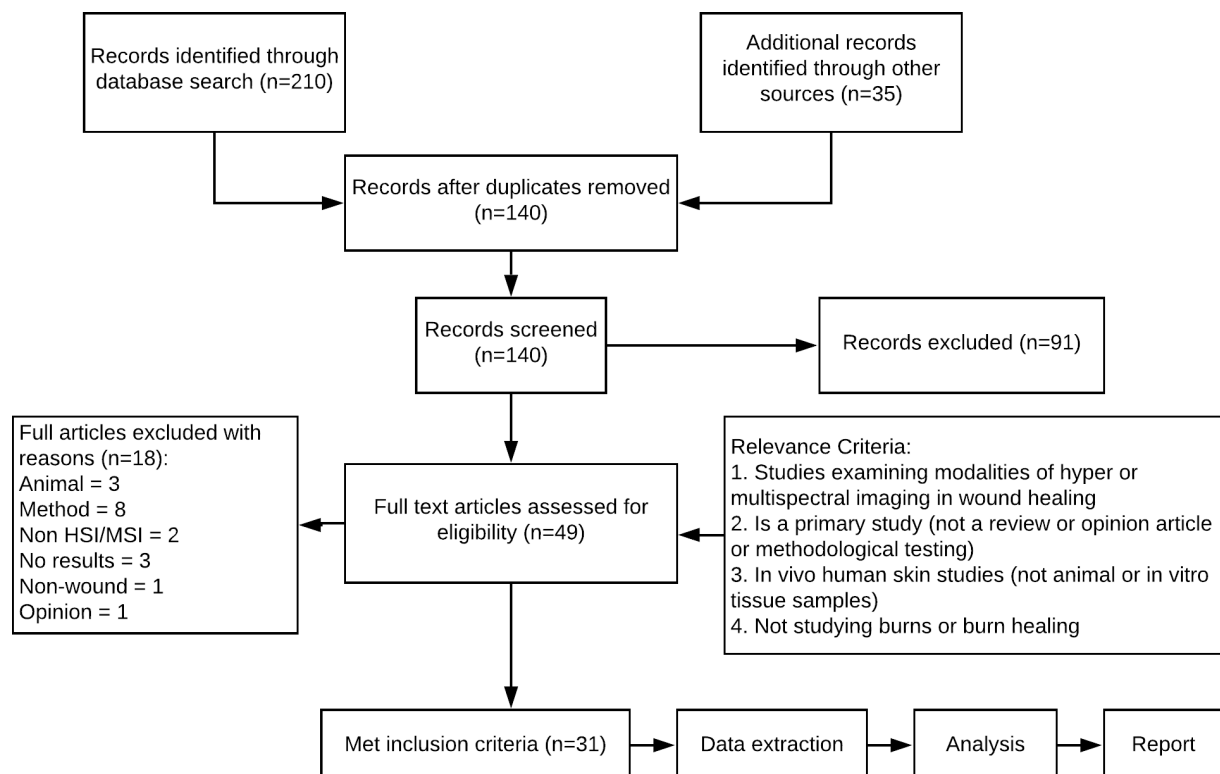 Records identified through
database search (n=210)
Additional records
identified through other
sources (n=35)
Records after duplicates removed
(n=140)
Records screened
(n=140)
Records excluded (n=91)
Full articles excluded with
reasons (n=18):
Animal = 3
Method = 8
Non HSI/MSI = 2
No results = 3
Non-wound = 1
Opinion = 1
Full text articles assessed for
eligibility (n=49)
Relevance Criteria:
1. Studies examining modalities of hyper or
multispectral imaging in wound healing
2. Is a primary study (not a review or opinion article
or methodological testing)
3. In vivo human skin studies (not animal or in vitro
tissue samples)
4. Not studying burns or burn healing
Met inclusion criteria (n=31)
Data extraction
Analysis
Report